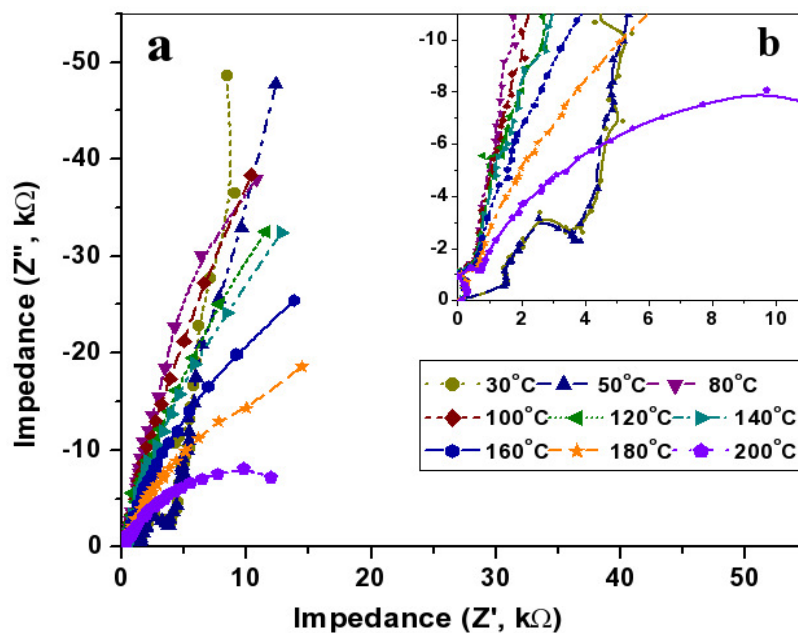 a
b
-55
-50
-40
-30
-20
-10
0
-10
-8
-6
-4
-2
0
0 2 4 6 8 10
30°C 50°C 80°C
100°C 120°C 140°C
160°C 180°C 200°C
0 10 20 30 40 50
Impedance (Z', kΩ)
Impedance (Z'', kΩ)